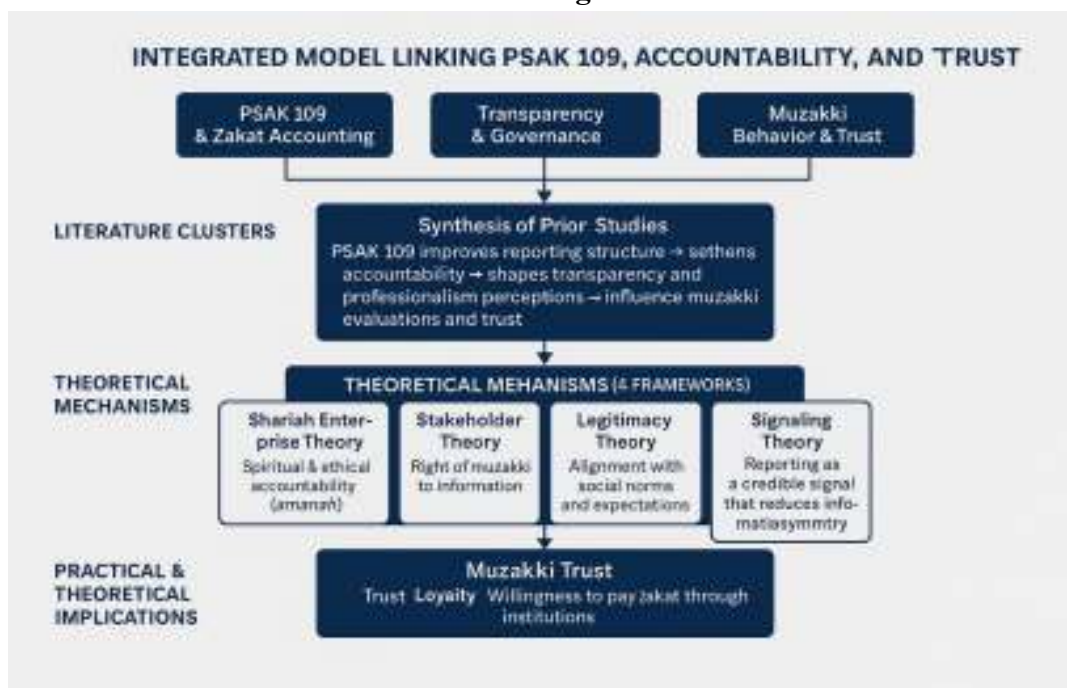 INTEGRATED MODEL LINKING PSAK 109, ACCOUNTABILITY, AND TRUST
PSAK 109
& Zakat Accounting
Transparency
& Governance
Muzakki
Behavior & Trust
LITERATURE CLUSTERS
Synthesis of Prior Studies
PSAK 109 improves reporting structure → sethens
accountability → shapes transparency and
professionalism perceptions – influence muzakki
evaluations and trust
THEORETICAL
MECHANISMS
THEORETICAL MEHANISMS (4 FRAMEWORKS)
Shariah Enter-
prise Theory
Spiritual & ethical
accountability
(amanah)
Stakeholder
Theory
Right of muzakki
to information
Legitimacy
Theory
Alignment with
social norms
and expectations
Signaling
Theory
Reporting as
a credible signal
that reduces info-
matiasymmtry
PRACTICAL &
THEORETICAL
IMPLICATIONS
Muzakki Trust
Trust Loyalty Willingness to pay zakat through
institutions